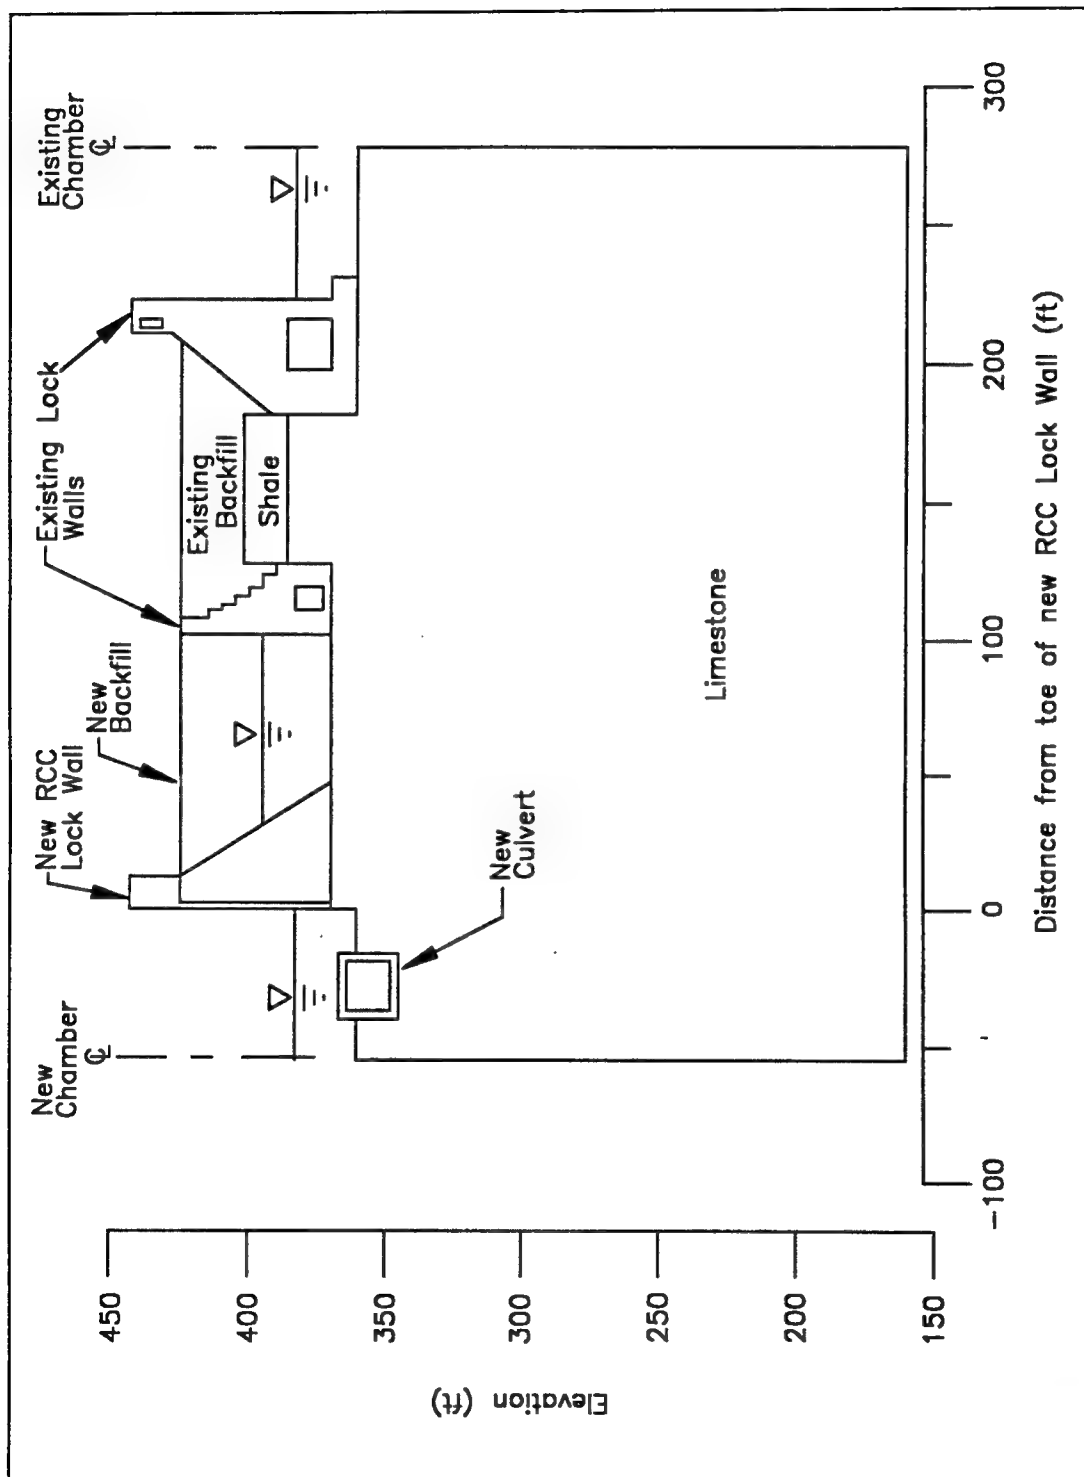 New
Chamber
℄
New RCC
Lock Wall
New
Backfill
Existing Lock
Walls
Existing
Chamber
℄
Existing
Backfill
Shale
New
Culvert
Limestone
Elevation (ft)
450
400
350
300
250
200
150
-100
0
100
200
300
Distance from toe of new RCC Lock Wall (ft)